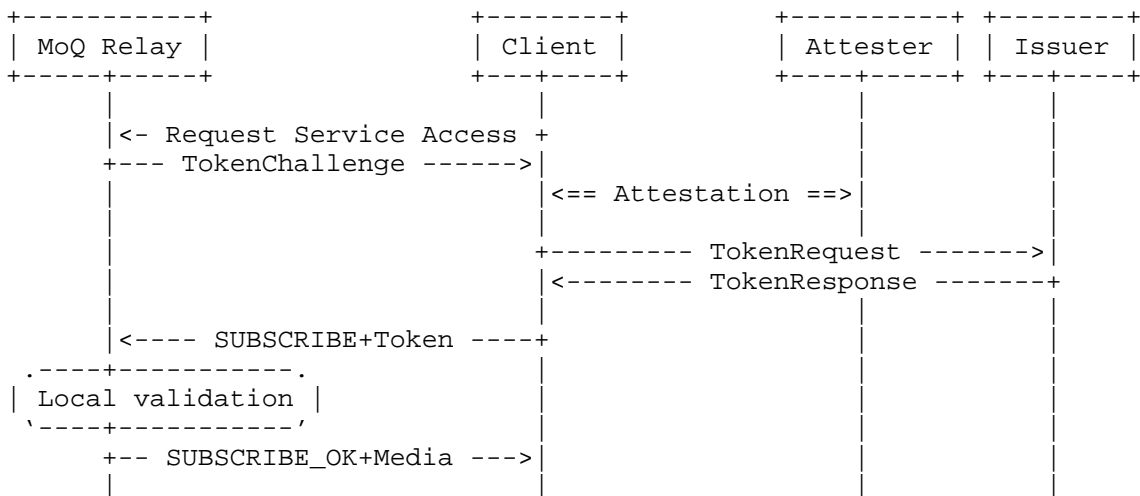 MoQ Relay Client Attester Issuer
<- Request Service Access
TokenChallenge ------>
<== Attestation ==>
--------- TokenRequest ------->
<-------- TokenResponse -------
<---- SUBSCRIBE+Token ----
Local validation
-- SUBSCRIBE_OK+Media --->